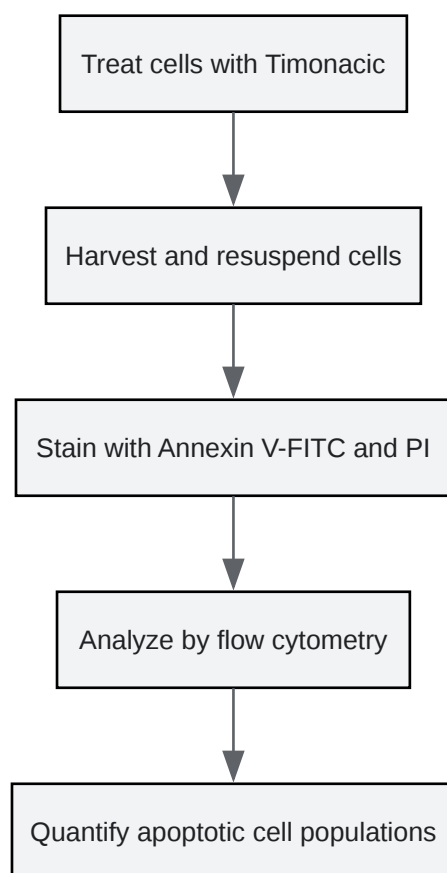 Treat cells with Timonacic
Harvest and resuspend cells
Stain with Annexin V-FITC and PI
Analyze by flow cytometry
Quantify apoptotic cell populations